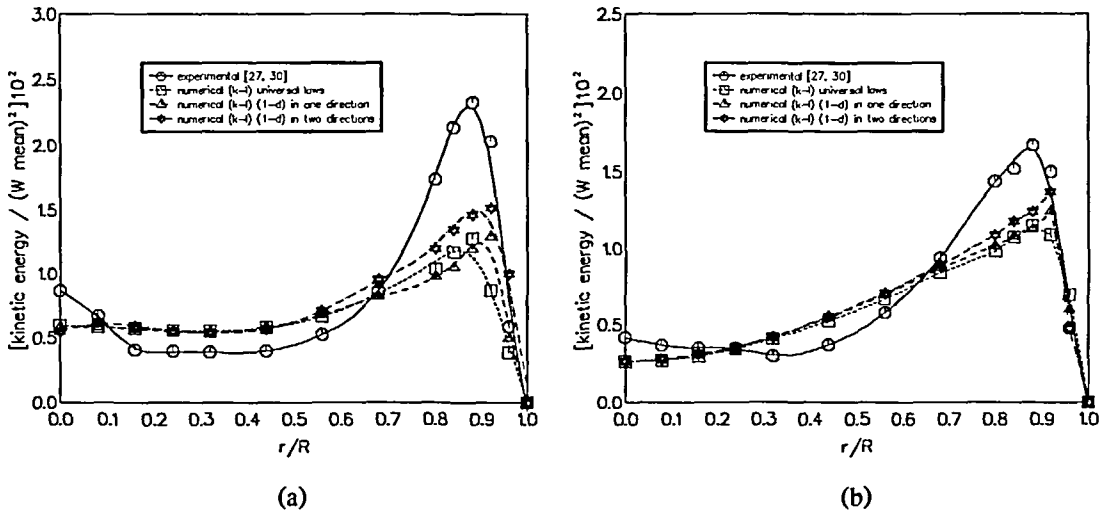 3.0
2.5
2.0
1.5
1.0
0.5
0.0
[kinetic energy / (W mean)²]10²
experimental [27, 30]
numerical (k-l) universal laws
numerical (k-l) (1-d) in one direction
numerical (k-l) (1-d) in two directions
0.0 0.1 0.2 0.3 0.4 0.5 0.6 0.7 0.8 0.9 1.0
r/R
(a)
2.5
2.0
1.5
1.0
0.5
0.0
[kinetic energy / (W mean)²]10²
experimental [27, 30]
numerical (k-l) universal laws
numerical (k-l) (1-d) in one direction
numerical (k-l) (1-d) in two directions
0.0 0.1 0.2 0.3 0.4 0.5 0.6 0.7 0.8 0.9 1.0
r/R
(b)